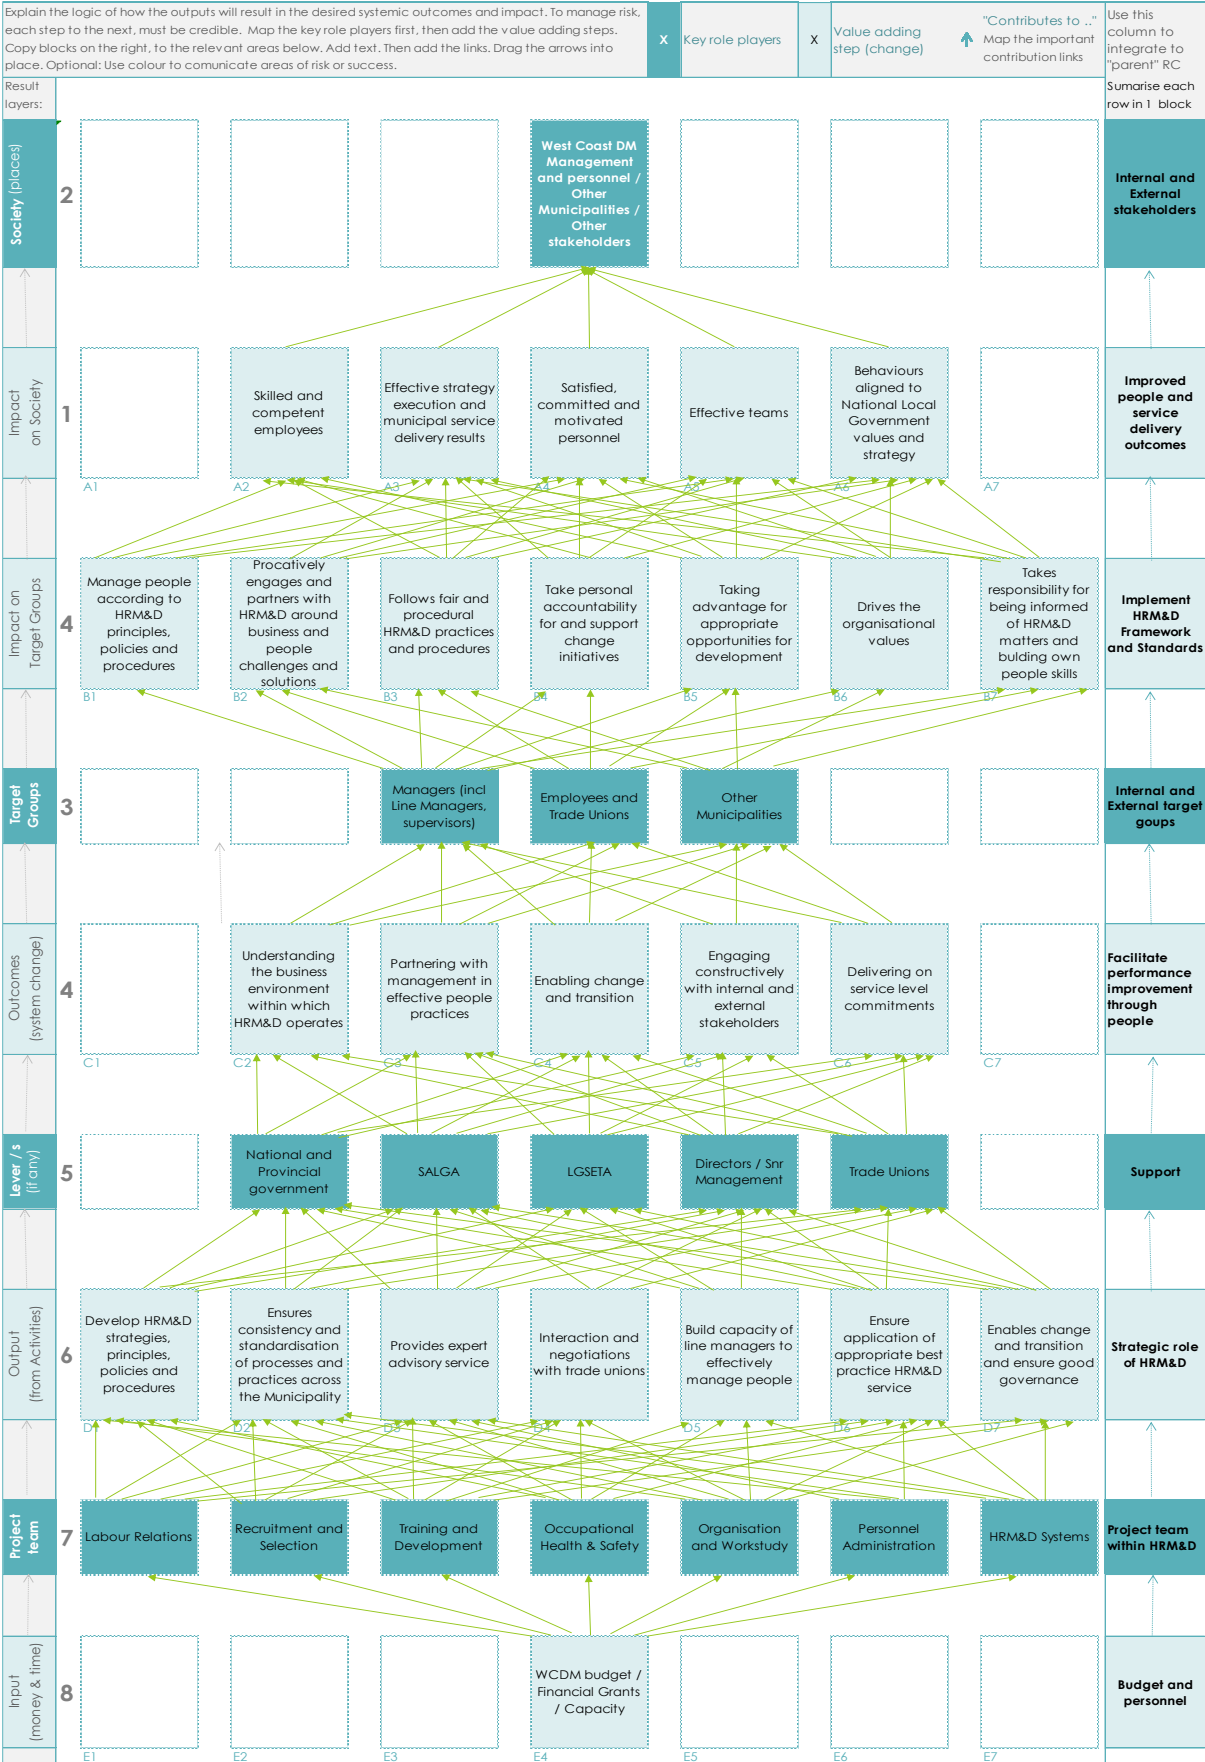 Explain the logic of how the outputs will result in the desired systemic outcomes and impact. To manage risk,
each step to the next, must be credible. Map the key role players first, then add the value adding steps.
Copy blocks on the right, to the relevant areas below. Add text. Then add the links. Drag the arrows into
place. Optional: Use colour to comunicate areas of risk or success.
X
Key role players
X
Value adding
step (change)
"Contributes to .."
Map the important
contribution links
Use this
column to
integrate to
"parent" RC
Result
layers:
Sumarise each
row in 1 block
Society (places)
2
West Coast DM
Management
and personnel /
Other
Municipalities /
Other
stakeholders
Internal and
External
stakeholders
Impact
on Society
1
Skilled and
competent
employees
Effective strategy
execution and
municipal service
delivery results
Satisfied,
committed and
motivated
personnel
Effective teams
Behaviours
aligned to
National Local
Government
values and
strategy
Improved
people and
service
delivery
outcomes
A1
A2
A3
A4
A5
A6
A7
Impact on
Target Groups
4
Manage people
according to
HRM&D
principles,
policies and
procedures
Procatively
engages and
partners with
HRM&D around
business and
people
challenges and
solutions
Follows fair and
procedural
HRM&D practices
and procedures
Take personal
accountability
for and support
change
initiatives
Taking
advantage for
appropriate
opportunities for
development
Drives the
organisational
values
Takes
responsibility for
being informed
of HRM&D
matters and
bulding own
people skills
Implement
HRM&D
Framework
and Standards
B1
B2
B3
B4
B5
B6
B7
Target
Groups
3
Managers (incl
Line Managers,
supervisors)
Employees and
Trade Unions
Other
Municipalities
Internal and
External target
goups
Outcomes
(system change)
4
Understanding
the business
environment
within which
HRM&D operates
Partnering with
management in
effective people
practices
Enabling change
and transition
Engaging
constructively
with internal and
external
stakeholders
Delivering on
service level
commitments
Facilitate
performance
improvement
through
people
C1
C2
C3
C4
C5
C6
C7
Lever / s
(if any)
5
National and
Provincial
government
SALGA
LGSETA
Directors / Snr
Management
Trade Unions
Support
Output
(from Activities)
6
Develop HRM&D
strategies,
principles,
policies and
procedures
Ensures
consistency and
standardisation
of processes and
practices across
the Municipality
Provides expert
advisory service
Interaction and
negotiations
with trade unions
Build capacity of
line managers to
effectively
manage people
Ensure
application of
appropriate best
practice HRM&D
service
Enables change
and transition
and ensure good
governance
Strategic role
of HRM&D
D1
D2
D3
D4
D5
D6
D7
Project
team
7
Labour Relations
Recruitment and
Selection
Training and
Development
Occupational
Health & Safety
Organisation
and Workstudy
Personnel
Administration
HRM&D Systems
Project team
within HRM&D
Input
(money & time)
8
WCDM budget /
Financial Grants
/ Capacity
Budget and
personnel
E1
E2
E3
E4
E5
E6
E7